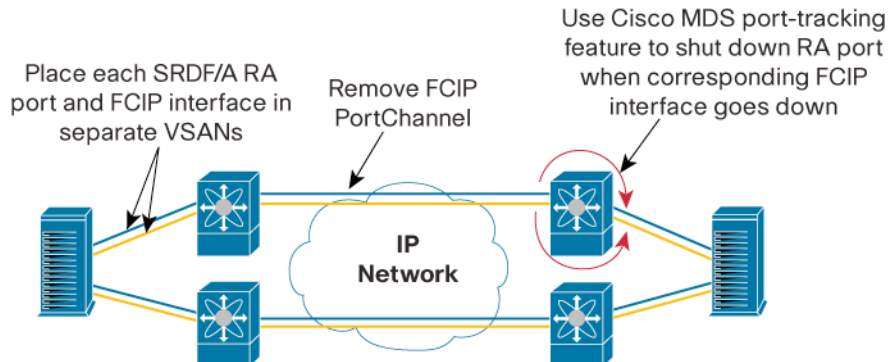 Place each SRDF/A RA
port and FCIP interface in
separate VSANs
Remove FCIP
PortChannel
Use Cisco MDS port-tracking
feature to shut down RA port
when corresponding FCIP
interface goes down
IP
Network